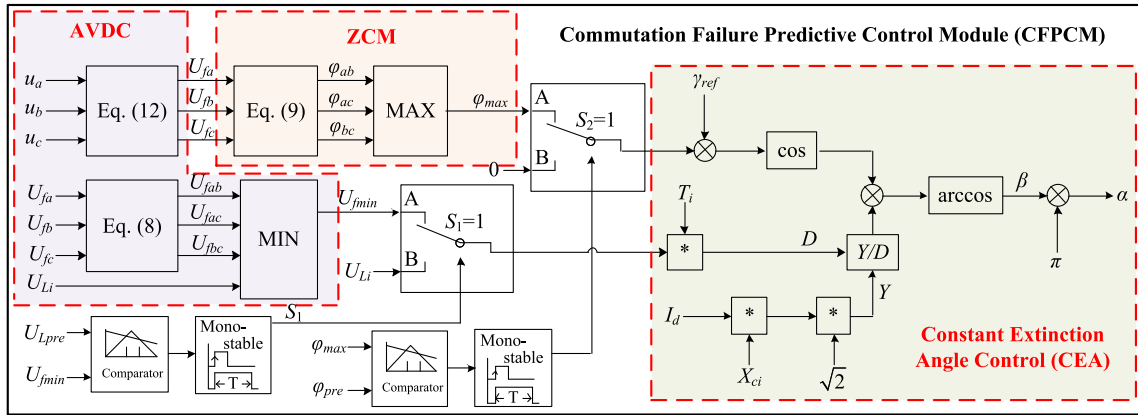 AVDC
ZCM
Commutation Failure Predictive Control Module (CFPCM)
u_a
u_b
u_c
Eq. (12)
U_fa
U_fb
U_fc
Eq. (9)
φ_ab
φ_ac
φ_bc
MAX
φ_max
A
S_2=1
B
0
γ_ref
cos
U_fa
U_fb
U_fc
U_Li
Eq. (8)
U_fab
U_fac
U_fbc
MIN
U_fmin
A
S_1=1
B
U_Li
T_i
*
D
Y/D
arccos
β
α
π
Y
I_d
*
*
X_ci
√2
Constant Extinction
Angle Control (CEA)
S_1
U_Lpre
U_fmin
Comparator
Mono-
stable
T
φ_max
φ_pre
Comparator
Mono-
stable
T